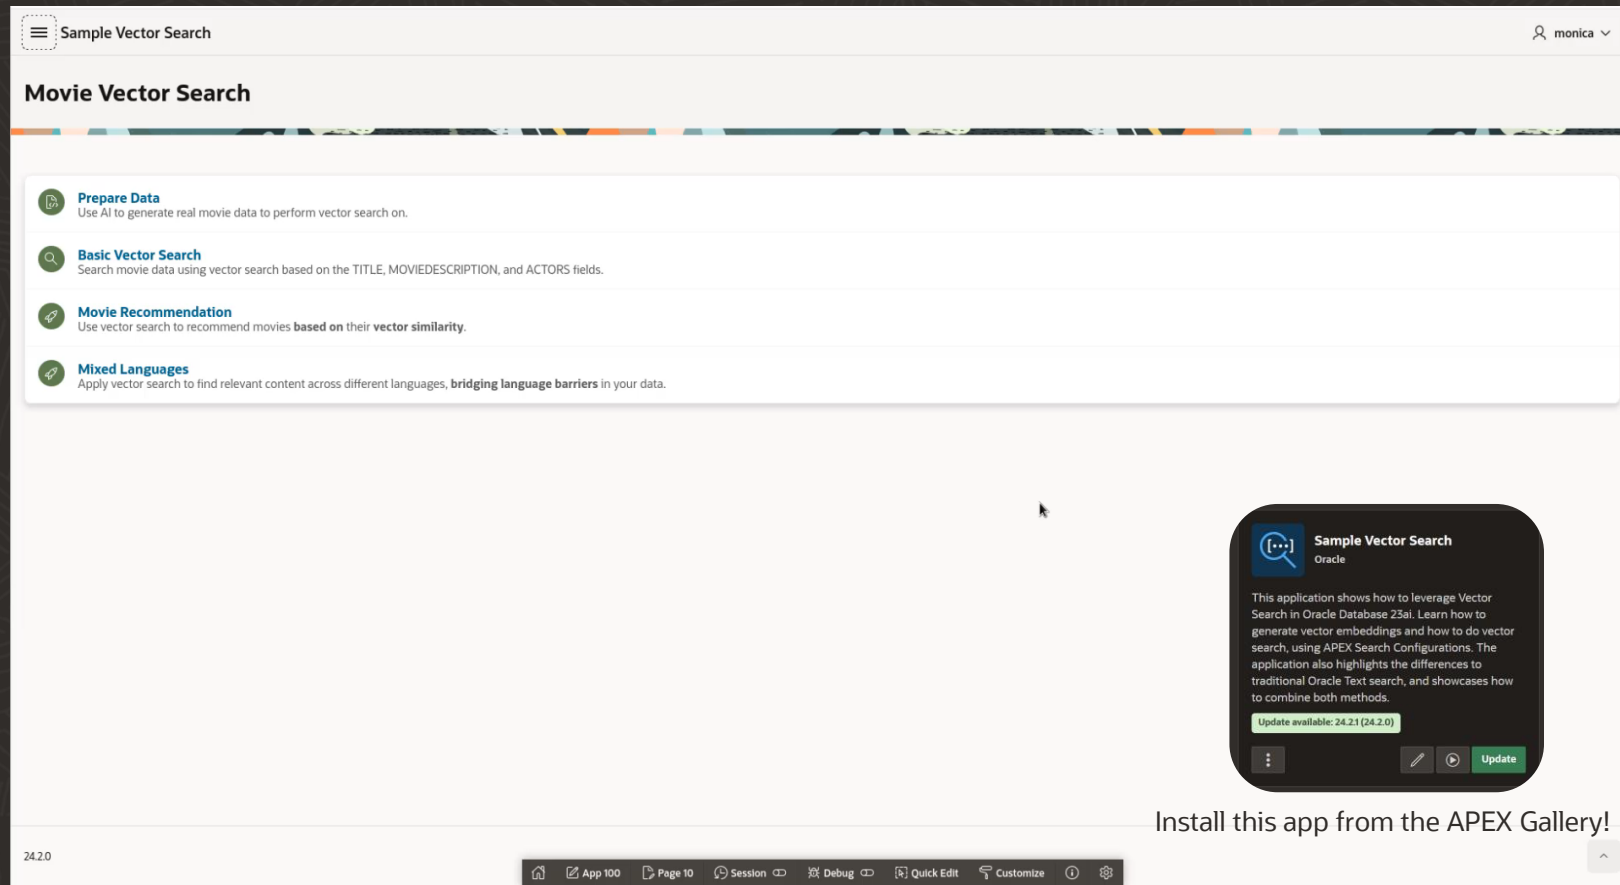 Sample Vector Search
monica
Movie Vector Search
Prepare Data
Use AI to generate real movie data to perform vector search on.
Basic Vector Search
Search movie data using vector search based on the TITLE, MOVIEDESCRIPTION, and ACTORS fields.
Movie Recommendation
Use vector search to recommend movies based on their vector similarity.
Mixed Languages
Apply vector search to find relevant content across different languages, bridging language barriers in your data.
[...]
Sample Vector Search
Oracle
This application shows how to leverage Vector
Search in Oracle Database 23ai. Learn how to
generate vector embeddings and how to do vector
search, using APEX Search Configurations. The
application also highlights the differences to
traditional Oracle Text search, and showcases how
to combine both methods.
Update available: 24.2.1 (24.2.0)
Update
Install this app from the APEX Gallery!
24.2.0
App 100 Page 10 Session Debug Quick Edit Customize